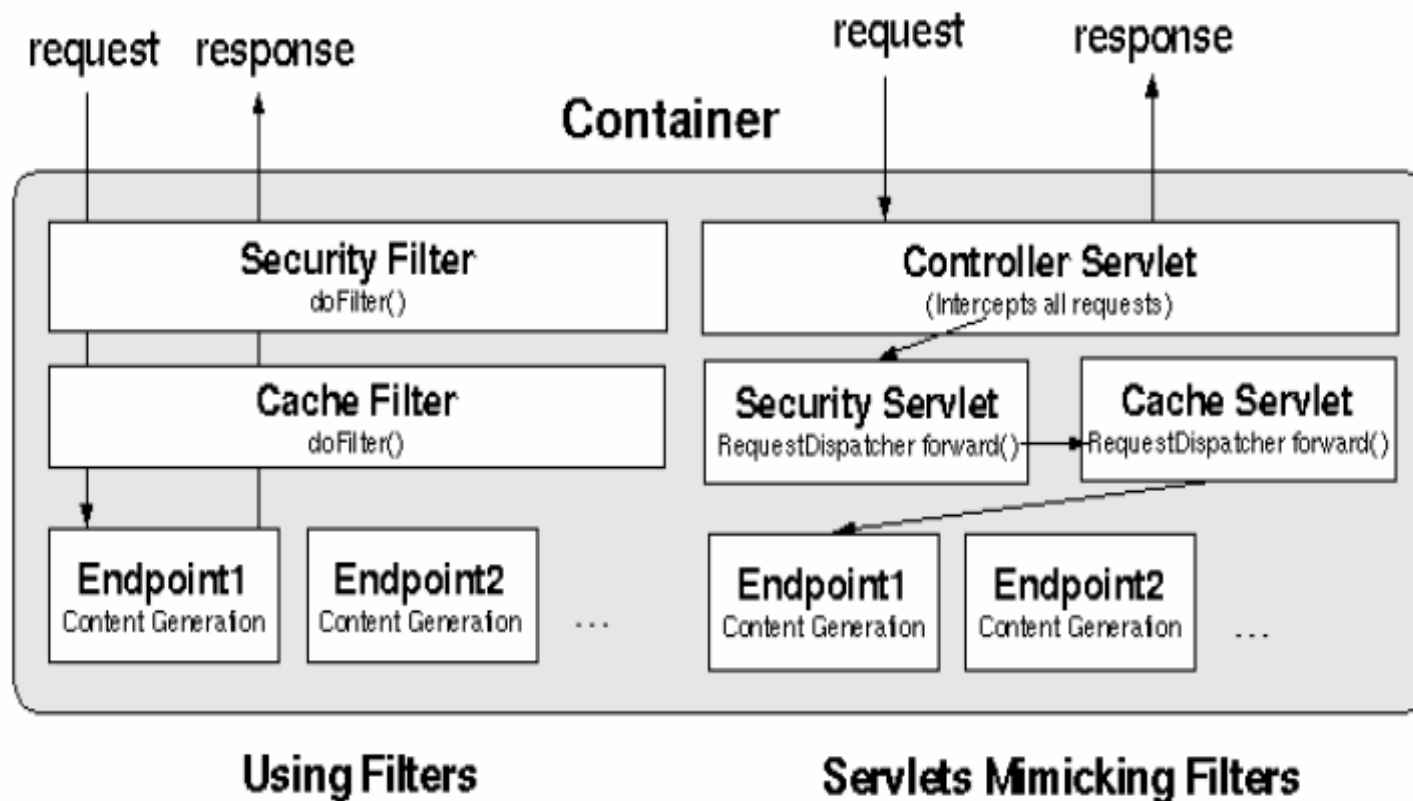 request response
request response
Container
Security Filter
doFilter()
Cache Filter
doFilter()
Endpoint1
Content Generation
Endpoint2
Content Generation
...
Controller Servlet
(Intercepts all requests)
Security Servlet
RequestDispatcher forward()
Cache Servlet
RequestDispatcher forward()
Endpoint1
Content Generation
Endpoint2
Content Generation
...
Using Filters
Servlets Mimicking Filters